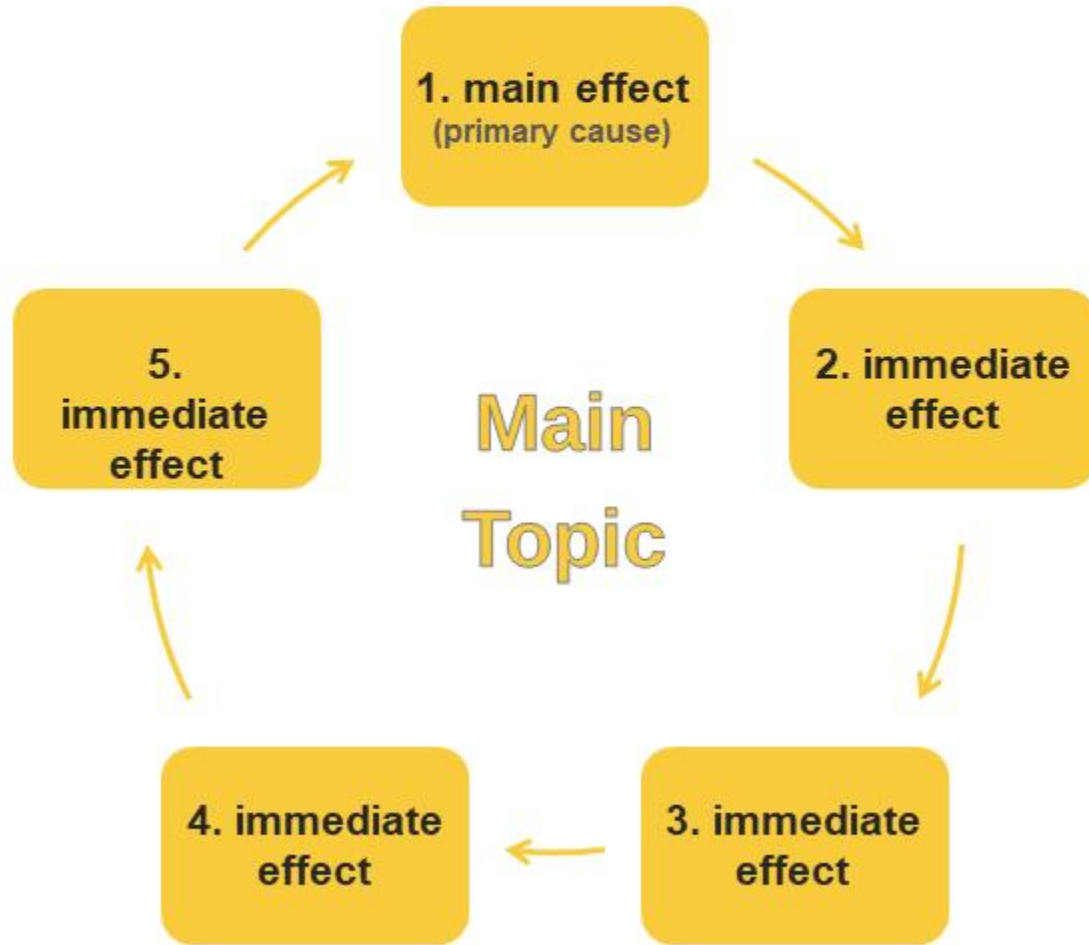 1. main effect
(primary cause)
2. immediate
effect
3. immediate
effect
4. immediate
effect
5.
immediate
effect
Main
Topic